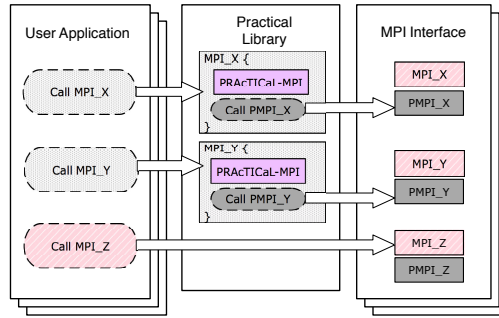 User Application
Call MPI_X
Call MPI_Y
Call MPI_Z
Practical
Library
MPI_X {
PRAcTICaL-MPI
Call PMPI_X
}
MPI_Y {
PRAcTICaL-MPI
Call PMPI_Y
}
MPI Interface
MPI_X
PMPI_X
MPI_Y
PMPI_Y
MPI_Z
PMPI_Z